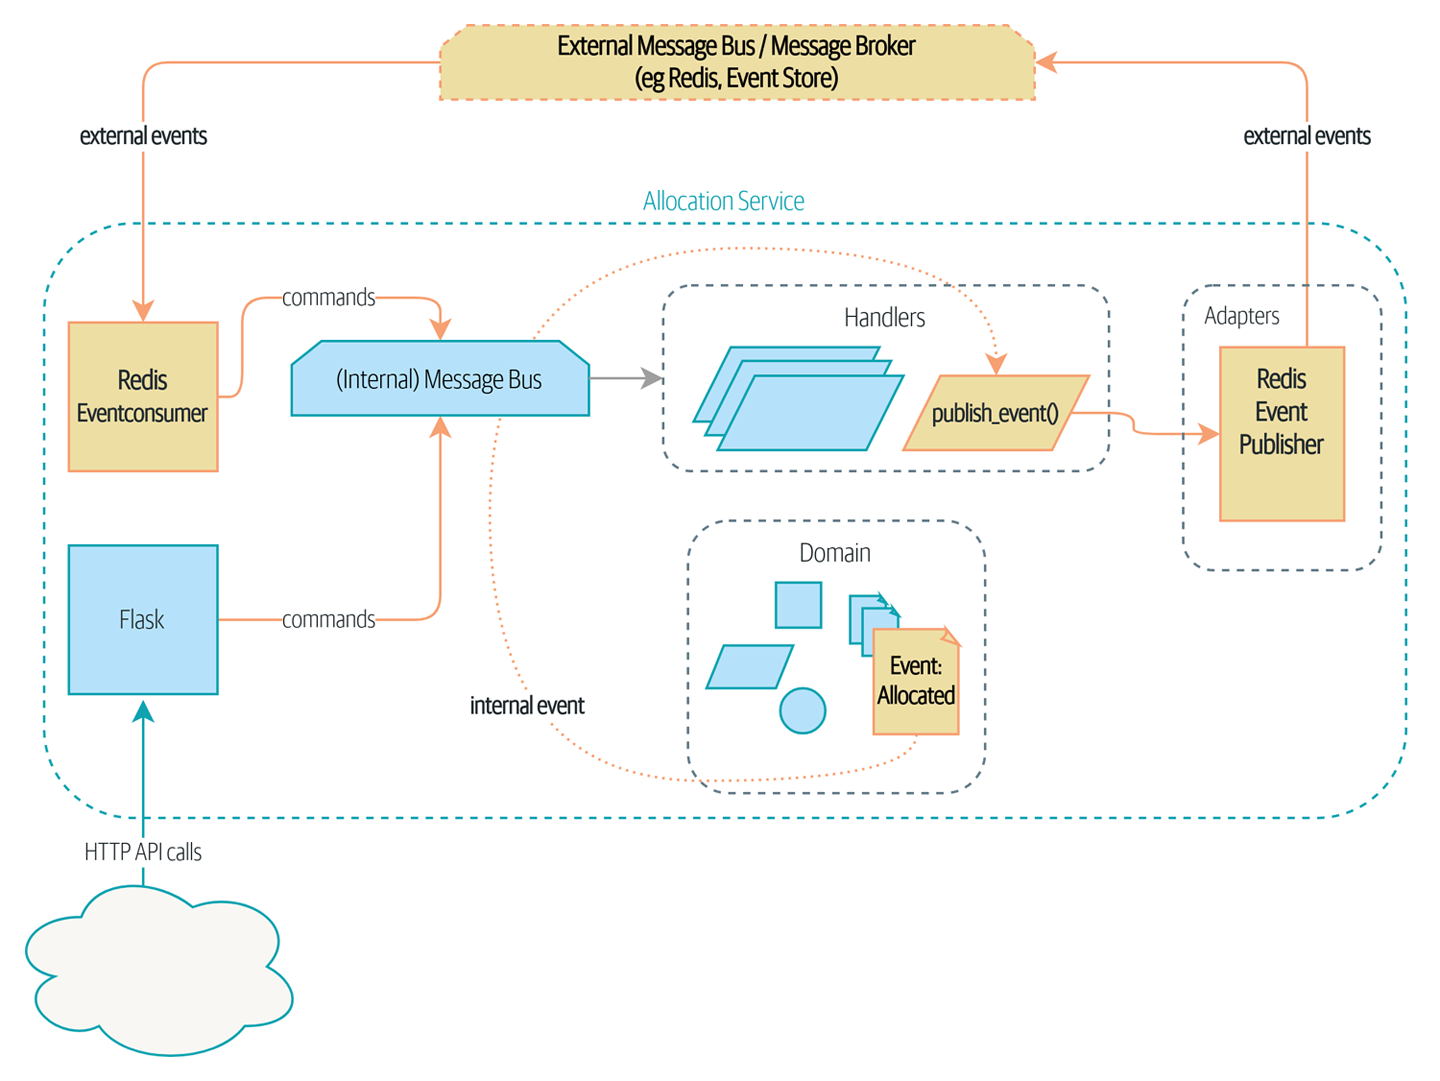 External Message Bus / Message Broker
(eg Redis, Event Store)
external events
external events
Allocation Service
commands
Handlers
Adapters
Redis
Eventconsumer
(Internal) Message Bus
publish_event()
Redis
Event
Publisher
Domain
Flask
commands
Event:
Allocated
internal event
HTTP API calls